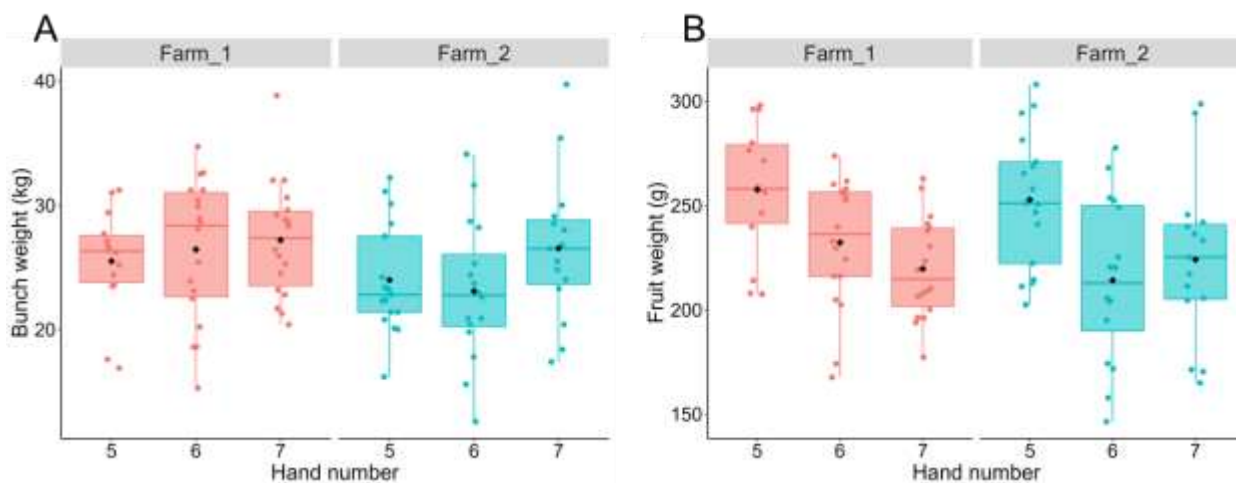 A
Farm_1
Farm_2
Bunch weight (kg)
40
30
20
5
6
7
5
6
7
Hand number
B
Farm_1
Farm_2
Fruit weight (g)
300
250
200
150
5
6
7
5
6
7
Hand number